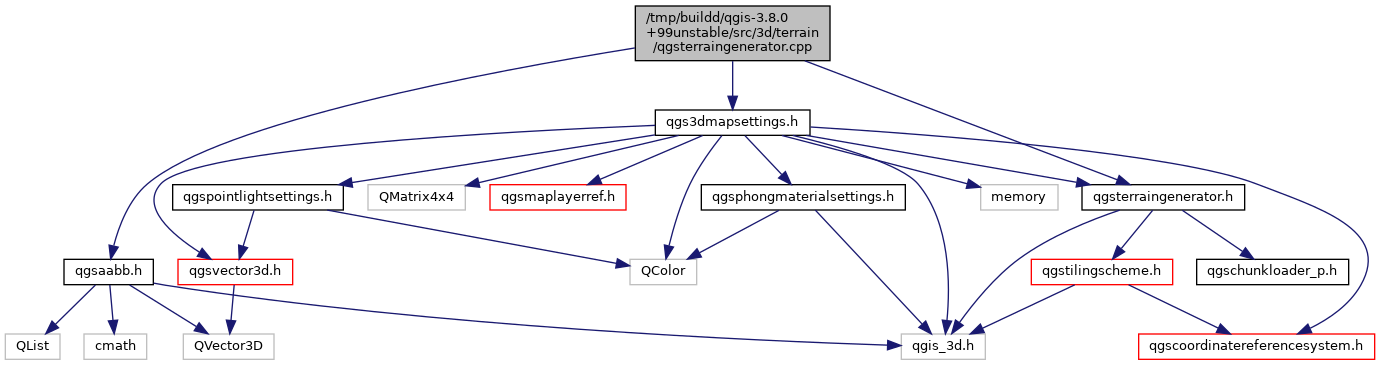 /tmp/buildd/qgis-3.8.0
+99unstable/src/3d/terrain
/qgsterraingenerator.cpp
qgs3dmapsettings.h
qgspointlightsettings.h
QMatrix4x4
qgsmaplayerref.h
qgsphongmaterialsettings.h
memory
qgsterraingenerator.h
qgsaabb.h
qgsvector3d.h
QColor
qgstilingscheme.h
qgschunkloader_p.h
QList
cmath
QVector3D
qgis_3d.h
qgscoordinatereferencesystem.h